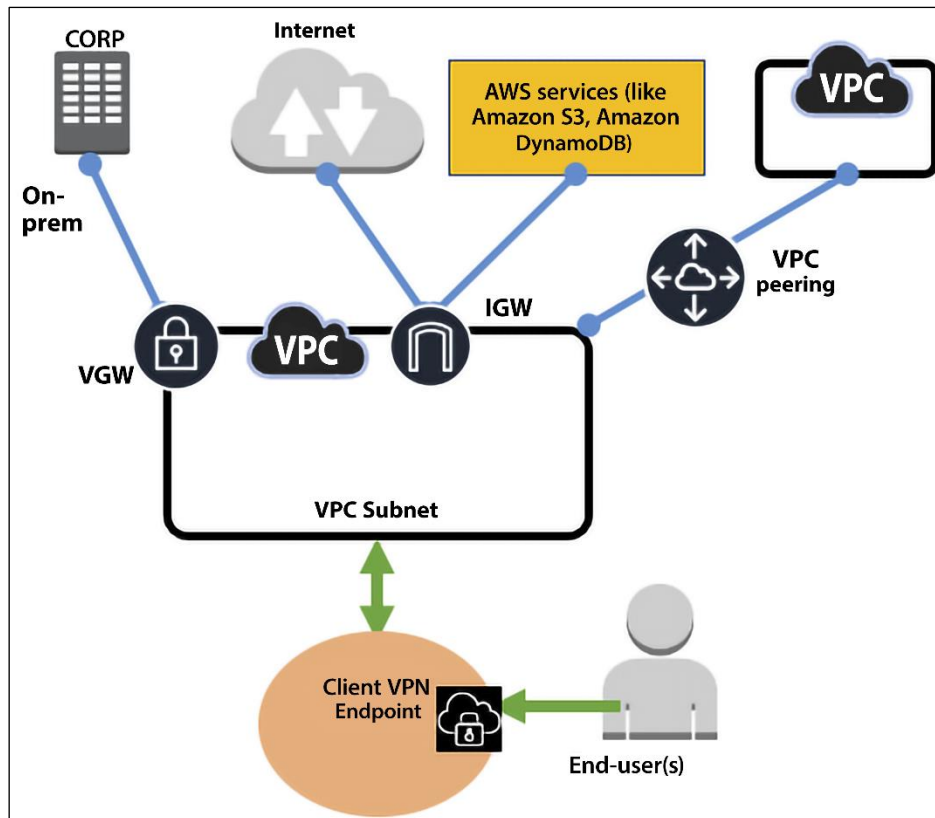 CORP
Internet
AWS services (like
Amazon S3, Amazon
DynamoDB)
VPC
On-
prem
VPC
peering
IGW
VPC
VGW
VPC Subnet
Client VPN
Endpoint
End-user(s)